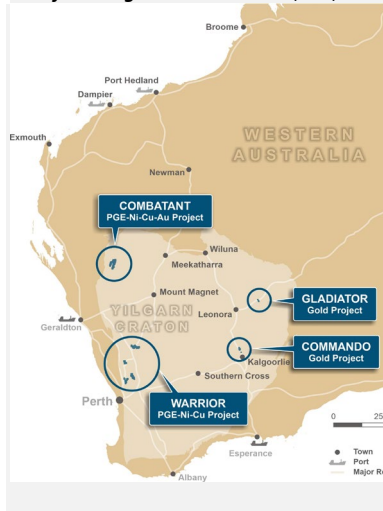 Broome
Port Hedland
Dampier
Exmouth
WESTERN
AUSTRALIA
Newman
COMBATANT
PGE-Ni-Cu-Au Project
Wiluna
Meekatharra
GLADIATOR
Gold Project
Mount Magnet
YILGARN
CRATON
Leonora
Geraldton
COMMANDO
Gold Project
Kalgoorlie
Southern Cross
WARRIOR
PGE-Ni-Cu Project
Perth
0 25
Esperance
Albany
Town
Port
Major